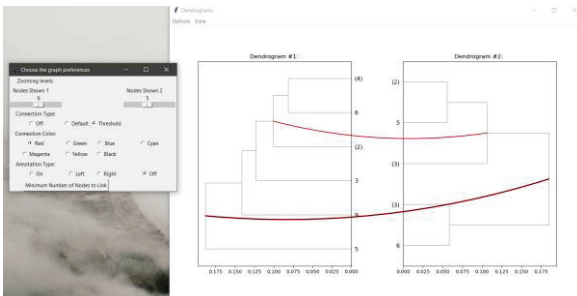 Dendrograms
Options View
Choose the graph preferences
Zooming levels:
Nodes Shown 1 Nodes Shown 2
6 5
Connection Type:
Off Default Threshold
Connection Color:
Red Green Blue Cyan
Magenta Yellow Black
Annotation Type:
On Left Right Off
Minimum Number of Nodes to Link
Dendrogram #1:
(4)
6
(2)
3
9
5
0.175 0.150 0.125 0.100 0.075 0.050 0.025 0.000
Dendrogram #2:
(2)
5
(3)
(3)
6
0.000 0.025 0.050 0.075 0.100 0.125 0.150 0.175